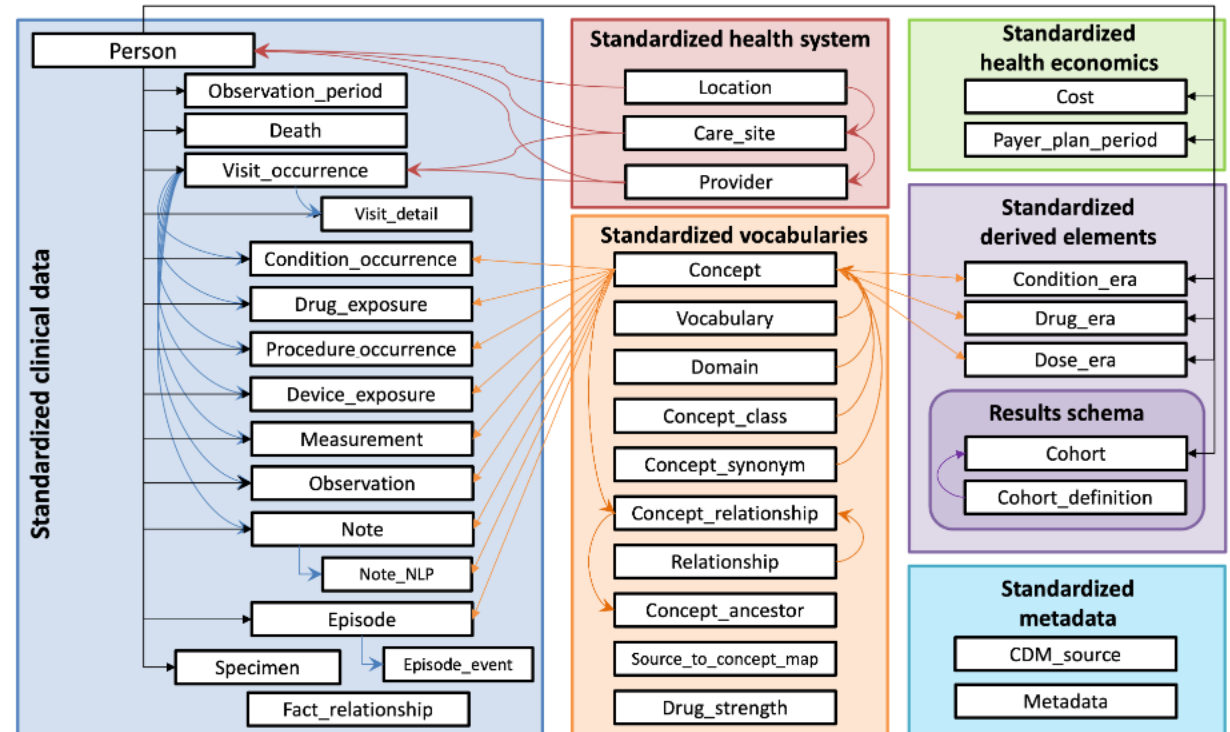 Standardized clinical data
Person
Observation_period
Death
Visit_occurrence
Visit_detail
Condition_occurrence
Drug_exposure
Procedure_occurrence
Device_exposure
Measurement
Observation
Note
Note_NLP
Episode
Episode_event
Specimen
Fact_relationship
Standardized health system
Location
Care_site
Provider
Standardized vocabularies
Concept
Vocabulary
Domain
Concept_class
Concept_synonym
Concept_relationship
Relationship
Concept_ancestor
Source_to_concept_map
Drug_strength
Standardized
health economics
Cost
Payer_plan_period
Standardized
derived elements
Condition_era
Drug_era
Dose_era
Results schema
Cohort
Cohort_definition
Standardized
metadata
CDM_source
Metadata